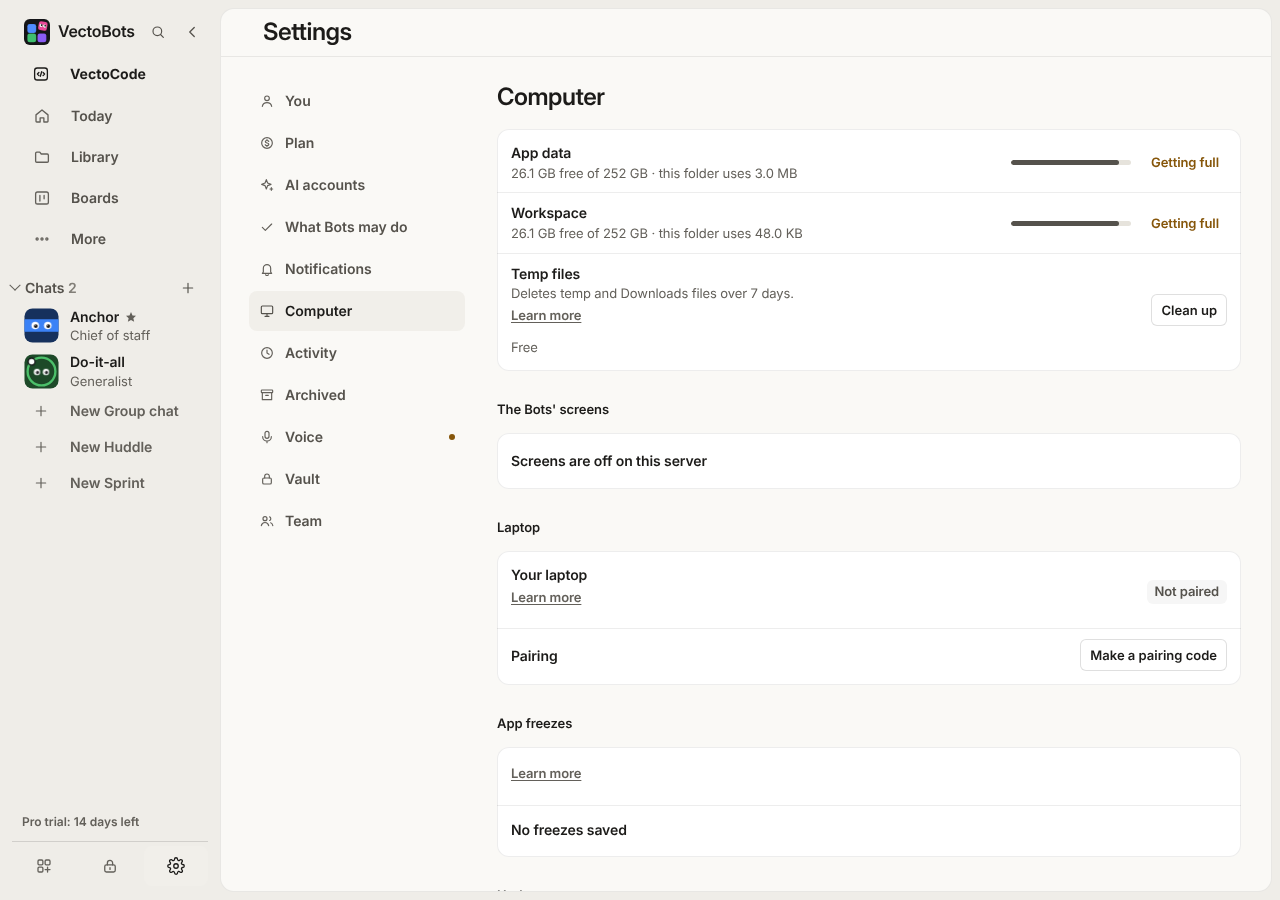 VectoBots
VectoCode
Today
Library
Boards
More
Chats 2
Anchor
Chief of staff
Do-it-all
Generalist
New Group chat
New Huddle
New Sprint
Pro trial: 14 days left
Settings
You
Plan
AI accounts
What Bots may do
Notifications
Computer
Activity
Archived
Voice
Vault
Team
Computer
App data
26.1 GB free of 252 GB · this folder uses 3.0 MB
Getting full
Workspace
26.1 GB free of 252 GB · this folder uses 48.0 KB
Getting full
Temp files
Deletes temp and Downloads files over 7 days.
Learn more
Clean up
Free
The Bots' screens
Screens are off on this server
Laptop
Your laptop
Learn more
Not paired
Pairing
Make a pairing code
App freezes
Learn more
No freezes saved